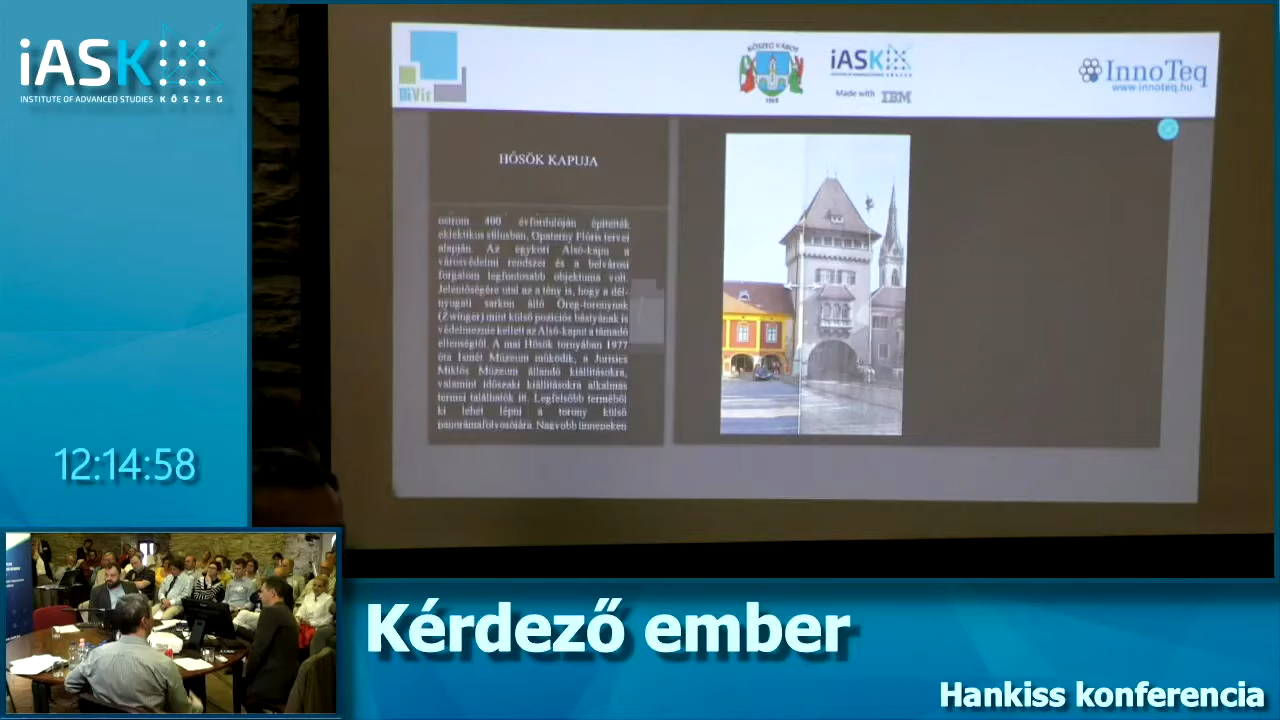 iASK
INSTITUTE OF ADVANCED STUDIES KŐSZEG
KŐSZEG VÁROS
iASK
Made with IBM
InnoTeq
www.innoteq.hu
HŐSÖK KAPUJA
ostrom 400 évfordulóján építették
eklektikus stílusban, Opaterny Flóris tervei
alapján. Az egykori Alsó-kapu a
városvédelmi rendszer és a belvárosi
forgalom legfontosabb objektuma volt.
Jelentőségére utal az a tény is, hogy a dél-
nyugati sarkon álló Öreg-toronynak
(Zwinger) mint külső pozíciós bástyának is
védelmeznie kellett az Alsó-kaput a támadó
ellenségtől. A mai Hősök tornyában 1977
óta Ismét Múzeum működik, a Jurisics
Miklós Múzeum állandó kiállításokra,
valamint időszaki kiállításokra alkalmas
termei találhatók itt. Legfelsőbb terméből
ki lehet lépni a torony külső
panorámafolyosójára. Nagyobb ünnepeken
12:14:58
Kérdező ember
Hankiss konferencia